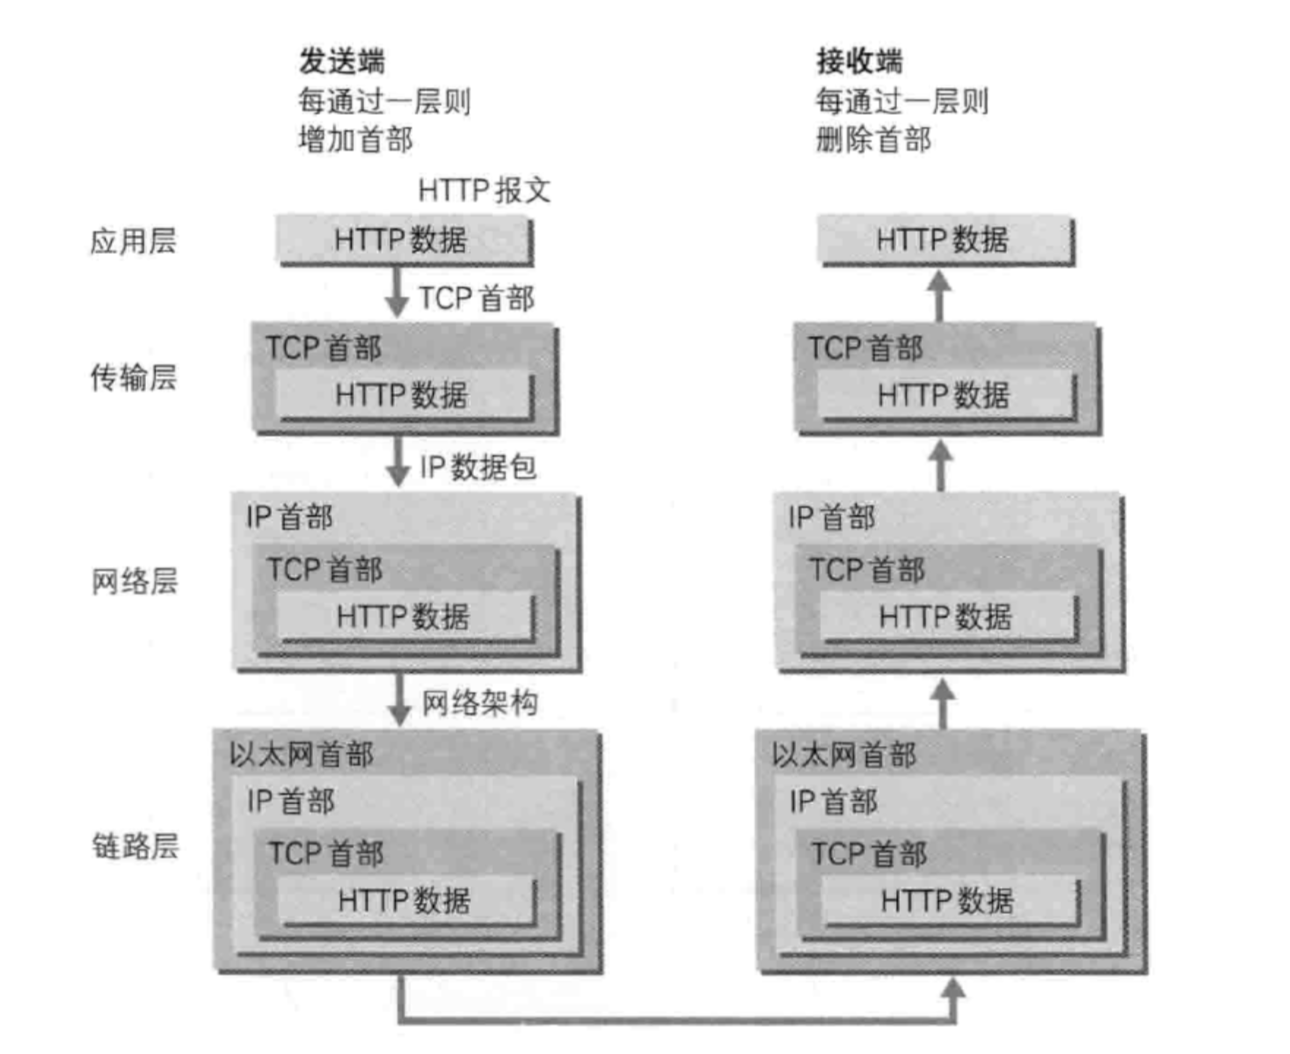 发送端
每通过一层则
增加首部
接收端
每通过一层则
删除首部
HTTP 报文
应用层
HTTP 数据
HTTP 数据
TCP 首部
传输层
TCP 首部
HTTP 数据
TCP 首部
HTTP 数据
IP 数据包
网络层
IP 首部
TCP 首部
HTTP 数据
IP 首部
TCP 首部
HTTP 数据
网络架构
链路层
以太网首部
IP 首部
TCP 首部
HTTP 数据
以太网首部
IP 首部
TCP 首部
HTTP 数据